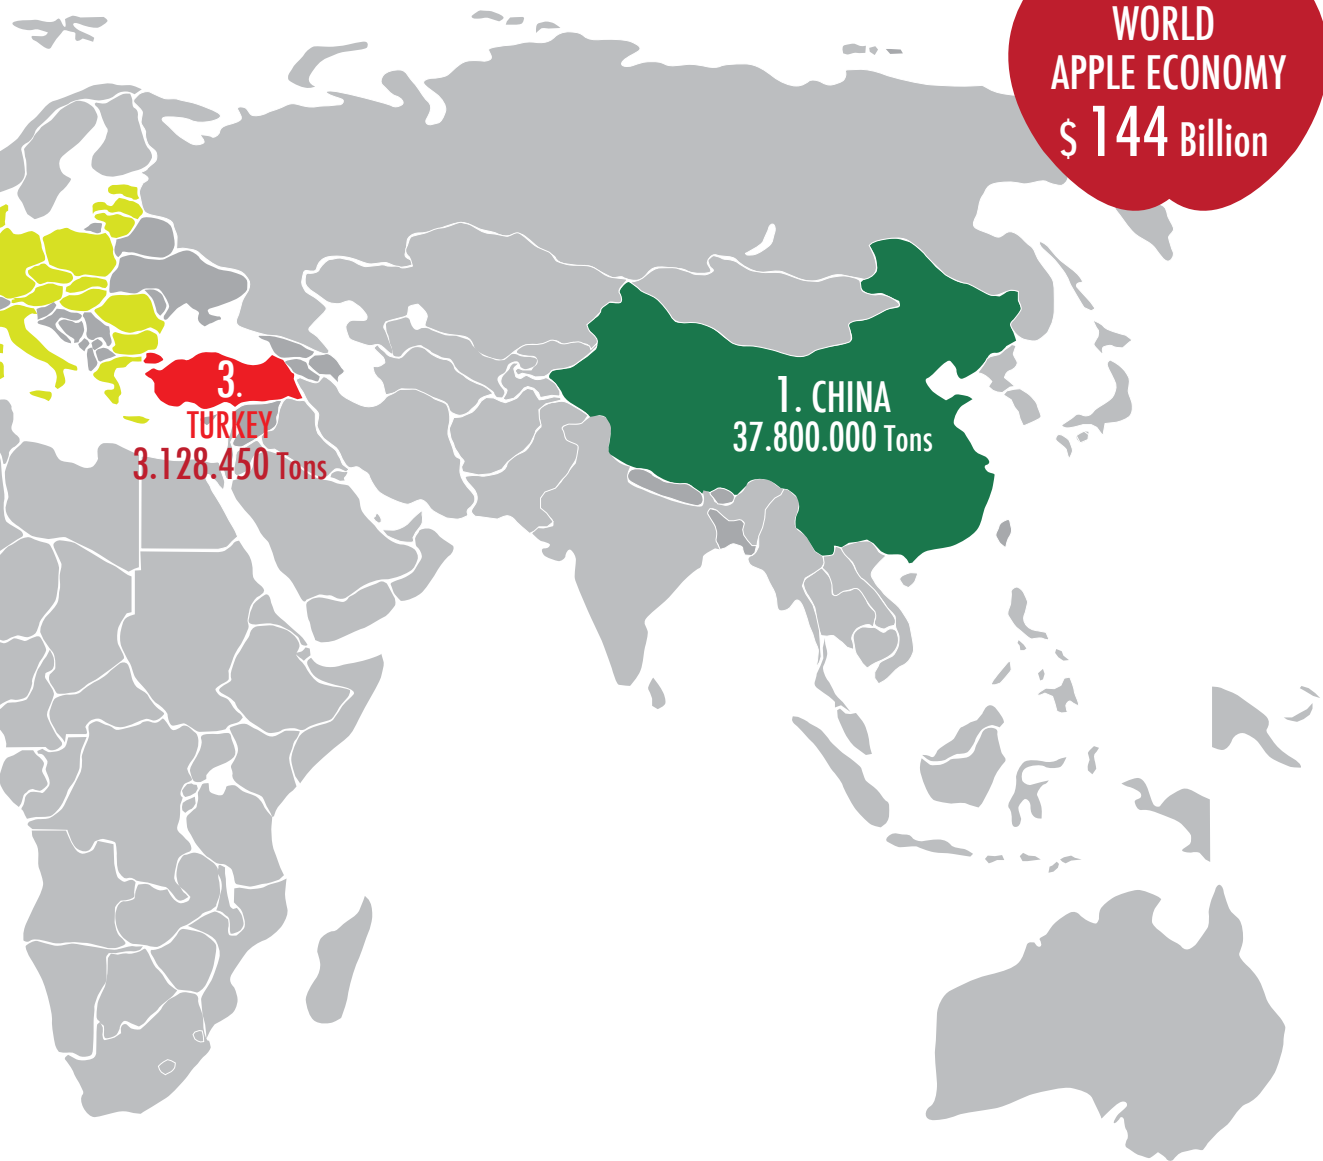 WORLD
APPLE ECONOMY
$ 144 Billion
3.
TURKEY
3.128.450 Tons
1. CHINA
37.800.000 Tons